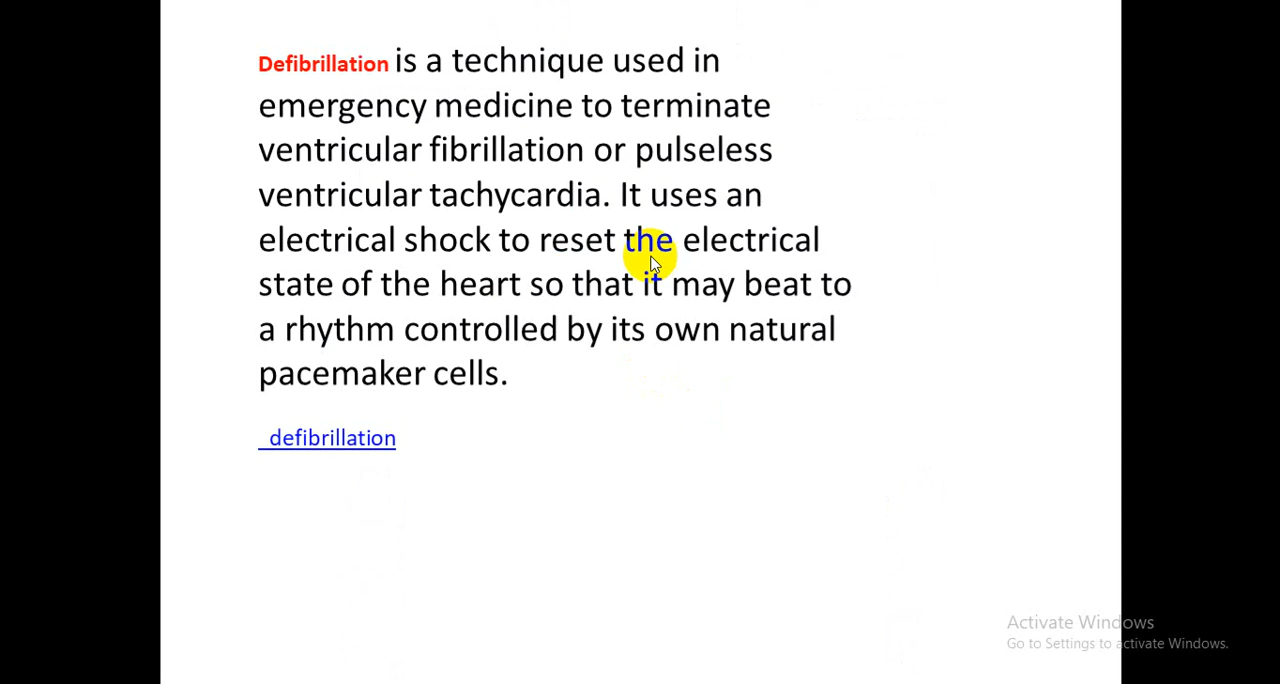 Defibrillation is a technique used in
emergency medicine to terminate
ventricular fibrillation or pulseless
ventricular tachycardia. It uses an
electrical shock to reset the electrical
state of the heart so that it may beat to
a rhythm controlled by its own natural
pacemaker cells.
defibrillation
Activate Windows
Go to Settings to activate Windows.